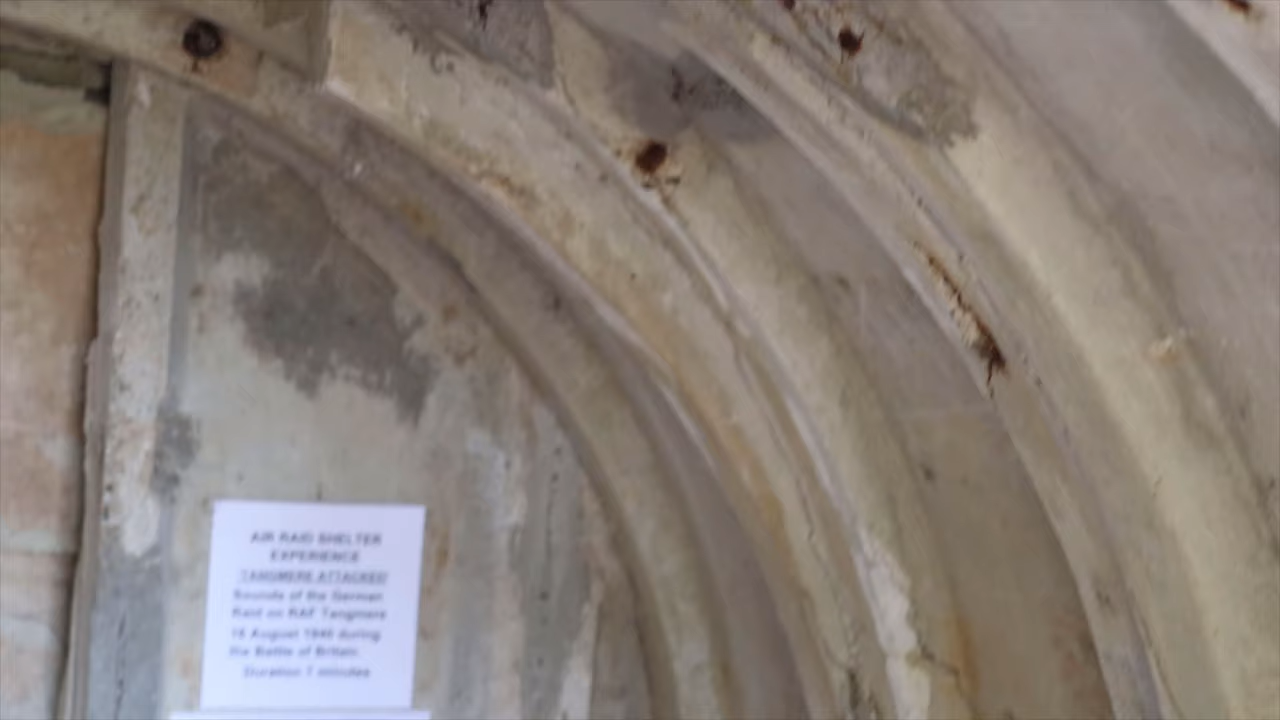 AIR RAID SHELTER
EXPERIENCE
TANGMERE ATTACKED
Sounds of the German
Raid on RAF Tangmere
16 August 1940 during
the Battle of Britain.
Duration 7 minutes